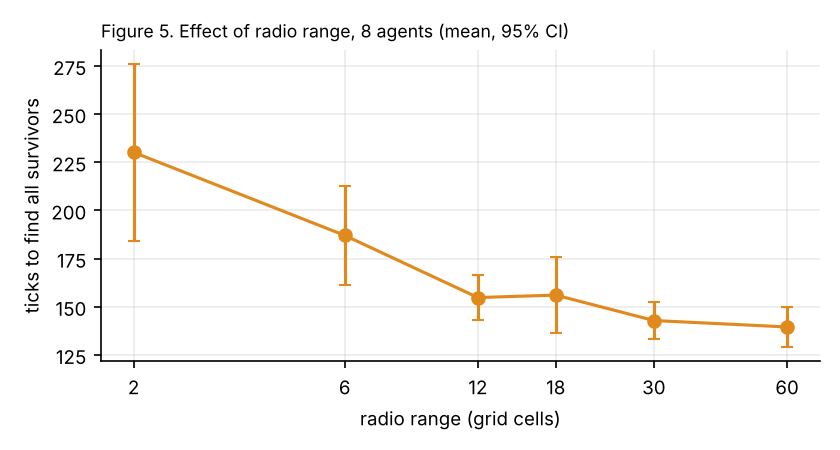 Figure 5. Effect of radio range, 8 agents (mean, 95% CI)
ticks to find all survivors
275
250
225
200
175
150
125
2 6 12 18 30 60
radio range (grid cells)